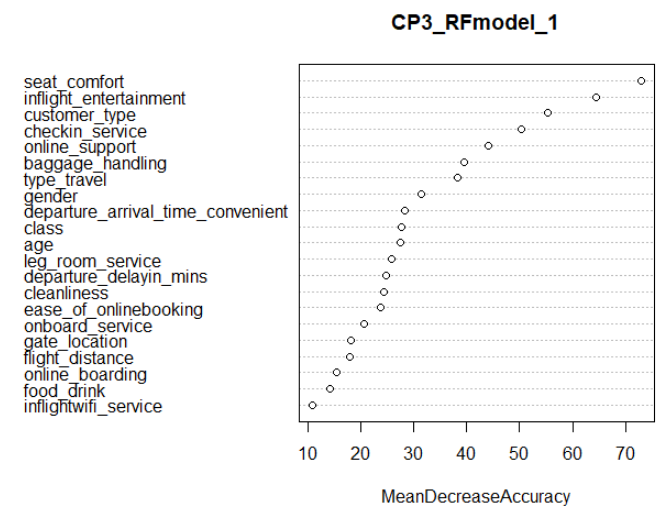 CP3_RFmodel_1
seat_comfort
inflight_entertainment
customer_type
checkin_service
online_support
baggage_handling
type_travel
gender
departure_arrival_time_convenient
class
age
leg_room_service
departure_delayin_mins
cleanliness
ease_of_onlinebooking
onboard_service
gate_location
flight_distance
online_boarding
food_drink
inflightwifi_service
10 20 30 40 50 60 70
MeanDecreaseAccuracy